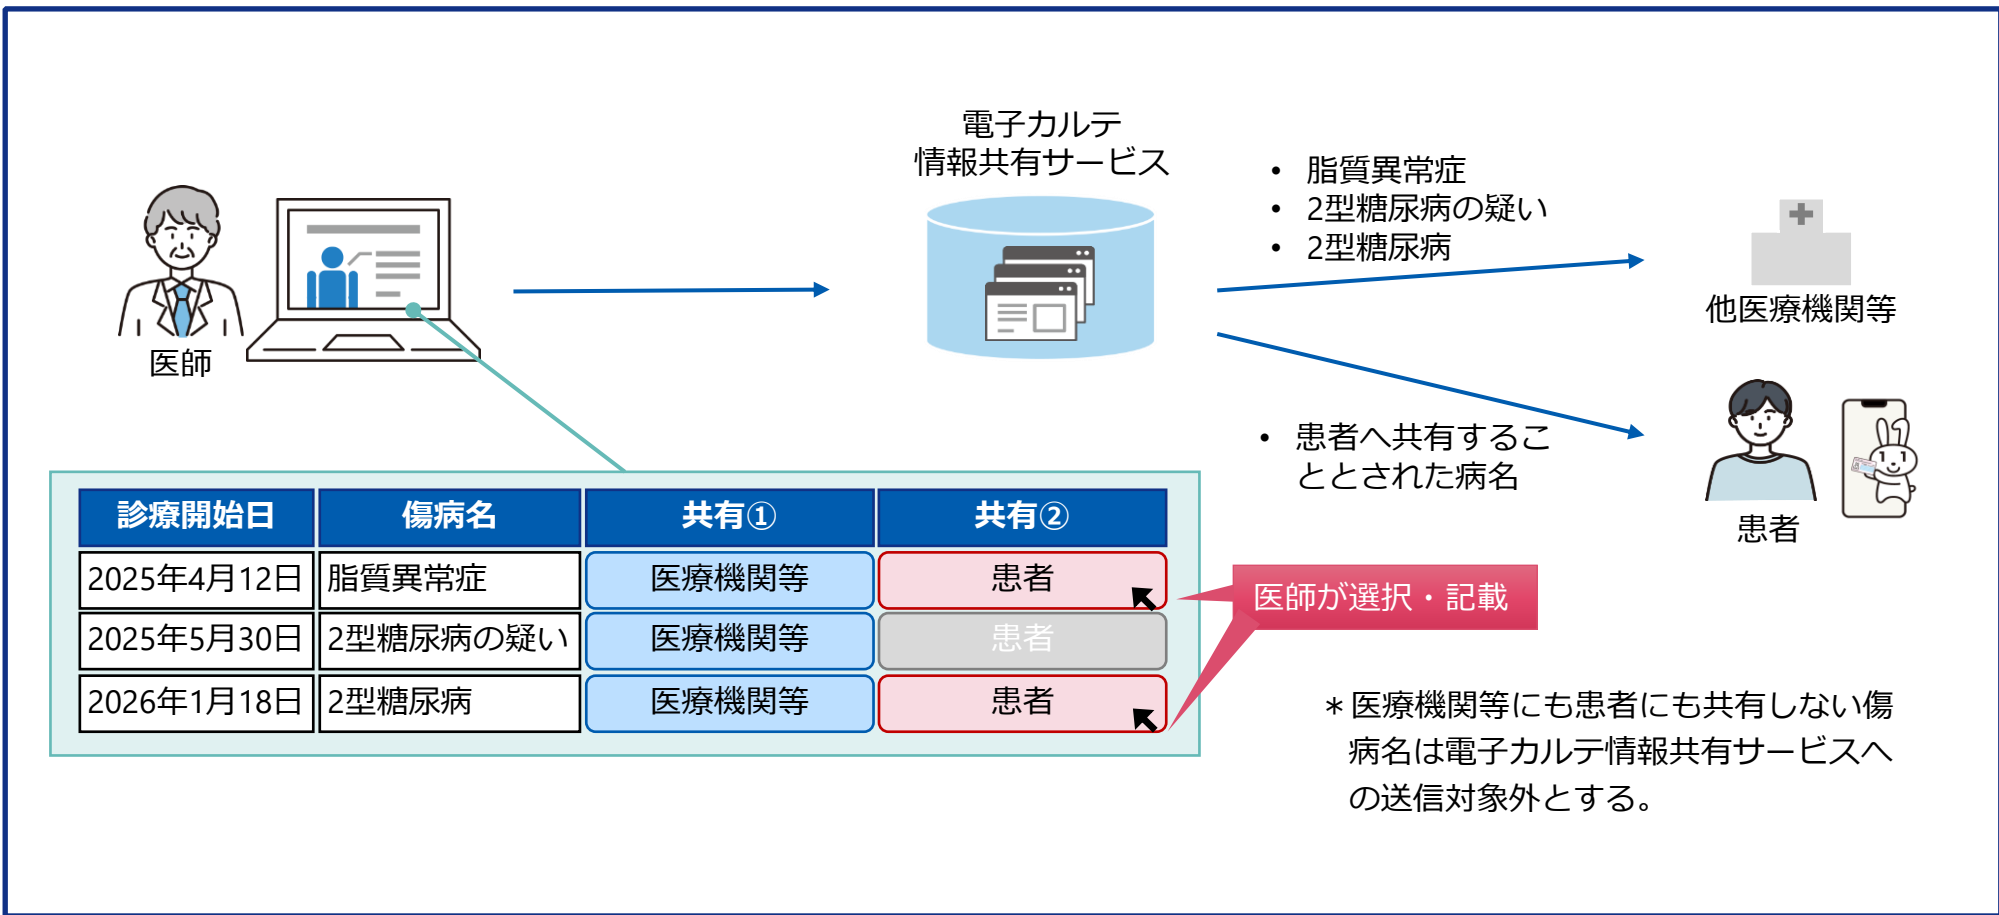 電子カルテ
情報共有サービス
• 脂質異常症
• 2型糖尿病の疑い
• 2型糖尿病
医師
他医療機関等
• 患者へ共有するこ
ととされた病名
患者
診療開始日 傷病名 共有① 共有②
2025年4月12日 脂質異常症 医療機関等 患者
2025年5月30日 2型糖尿病の疑い 医療機関等 患者
2026年1月18日 2型糖尿病 医療機関等 患者
医師が選択・記載
＊医療機関等にも患者にも共有しない傷
病名は電子カルテ情報共有サービスへ
の送信対象外とする。